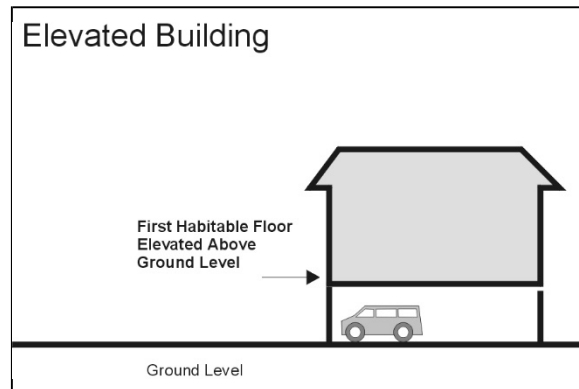 Elevated Building
First Habitable Floor
Elevated Above
Ground Level
Ground Level